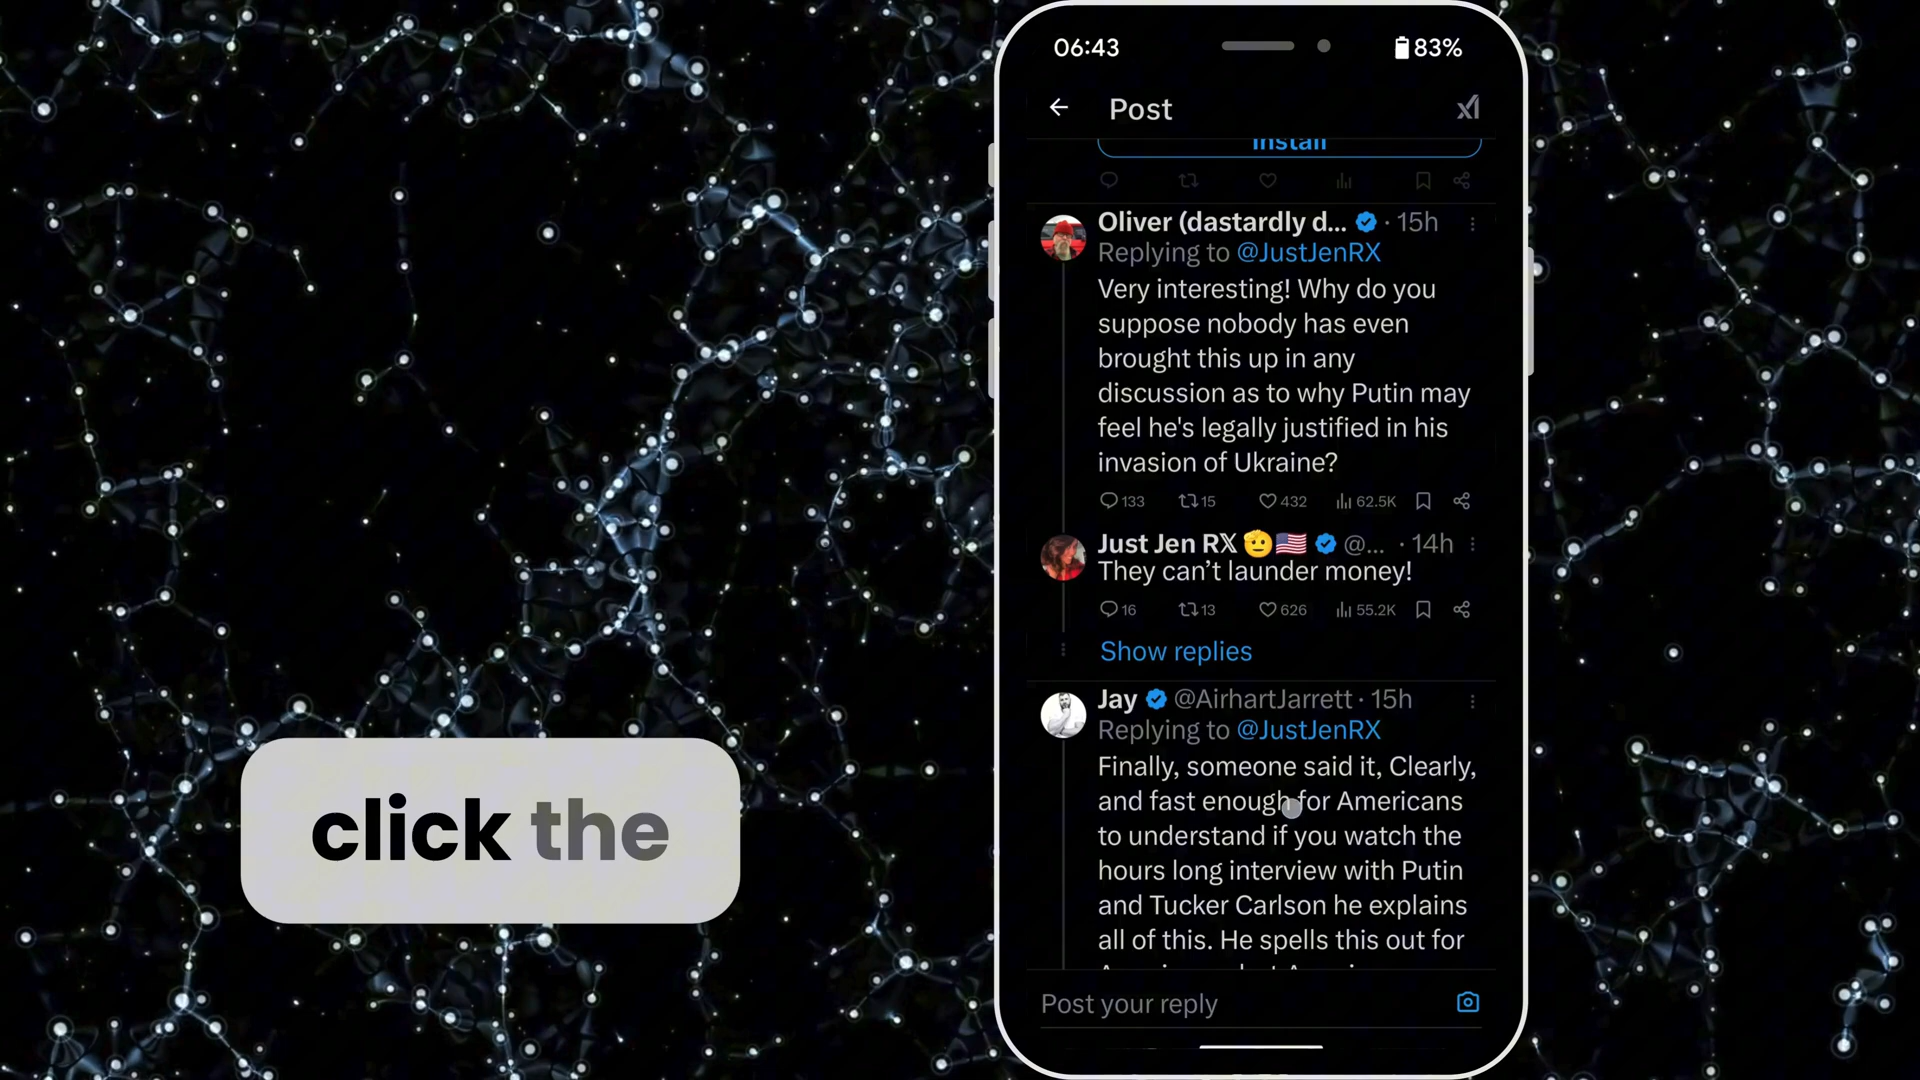 06:43
83%
Post
Install
Oliver (dastardly d... · 15h
Replying to @JustJenRX
Very interesting! Why do you
suppose nobody has even
brought this up in any
discussion as to why Putin may
feel he's legally justified in his
invasion of Ukraine?
133 15 432 62.5K
Just Jen RX 🫡🇺🇸 @... · 14h
They can’t launder money!
16 13 626 55.2K
Show replies
Jay @AirhartJarrett · 15h
Replying to @JustJenRX
Finally, someone said it, Clearly,
and fast enough for Americans
to understand if you watch the
hours long interview with Putin
and Tucker Carlson he explains
all of this. He spells this out for
Post your reply
click the